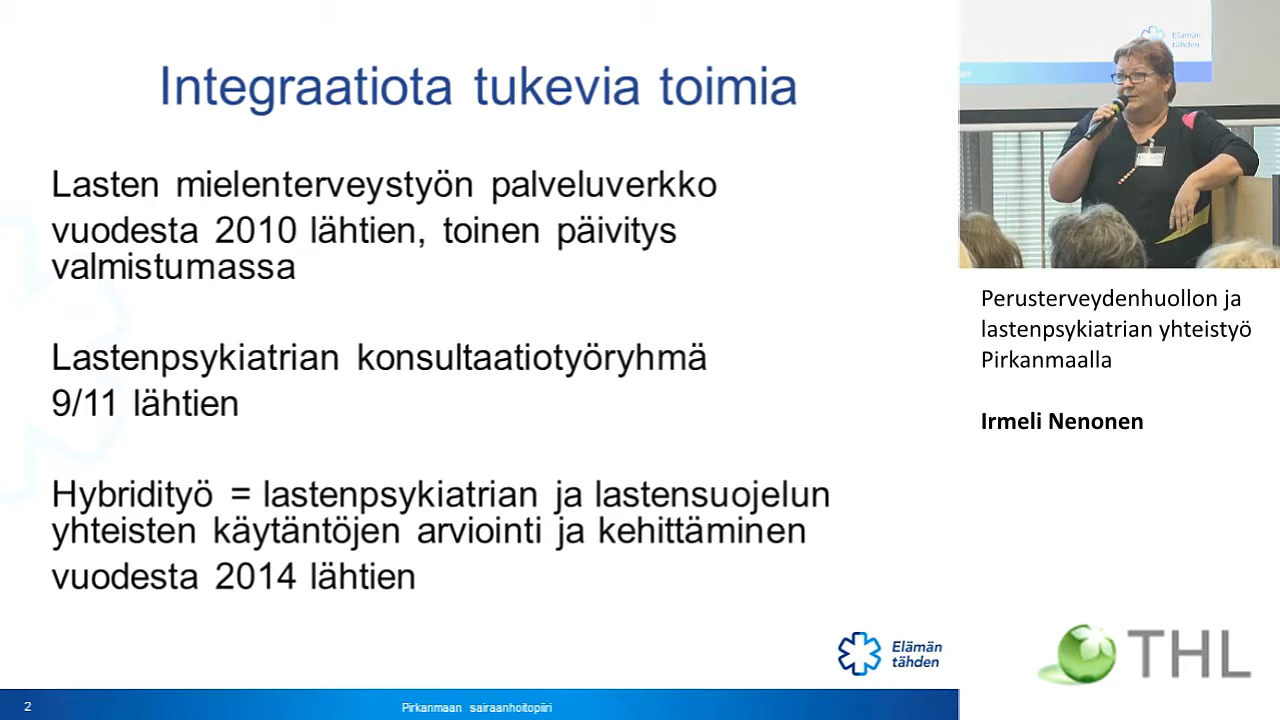 Integraatiota tukevia toimia
Lasten mielenterveystyön palveluverkko
vuodesta 2010 lähtien, toinen päivitys
valmistumassa
Lastenpsykiatrian konsultaatiotyöryhmä
9/11 lähtien
Hybridityö = lastenpsykiatrian ja lastensuojelun
yhteisten käytäntöjen arviointi ja kehittäminen
vuodesta 2014 lähtien
Elämän
tähden
2
Pirkanmaan sairaanhoitopiiri
Elämän
tähden
Perusterveydenhuollon ja
lastenpsykiatrian yhteistyö
Pirkanmaalla
Irmeli Nenonen
THL